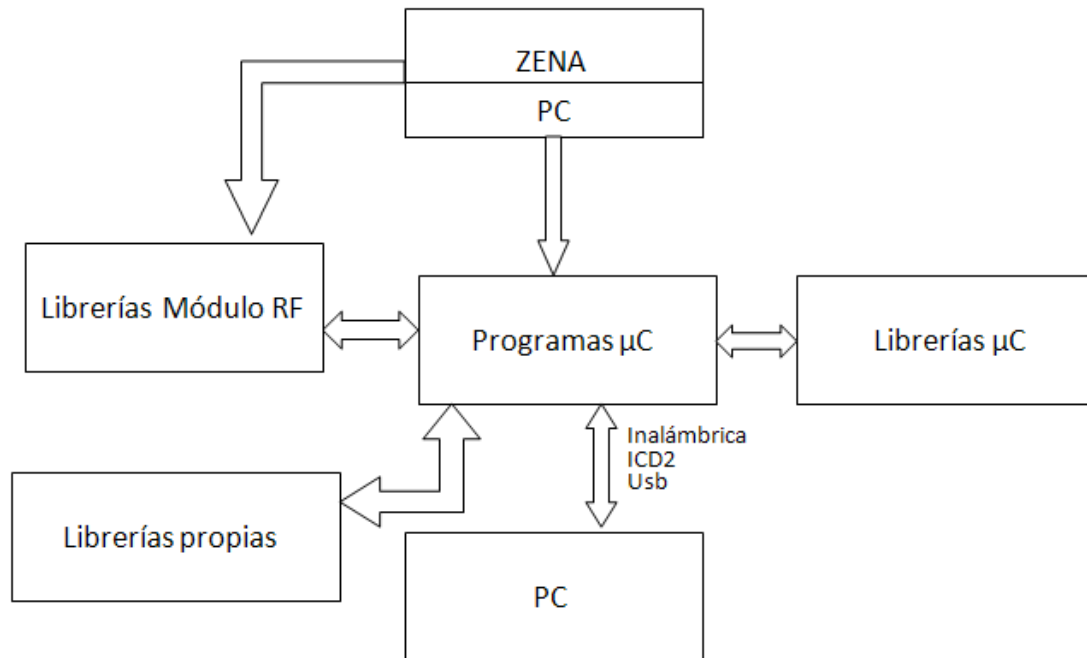 ZENA
PC
Librerías Módulo RF
Programas µC
Librerías µC
Inalámbrica
ICD2
Usb
Librerías propias
PC